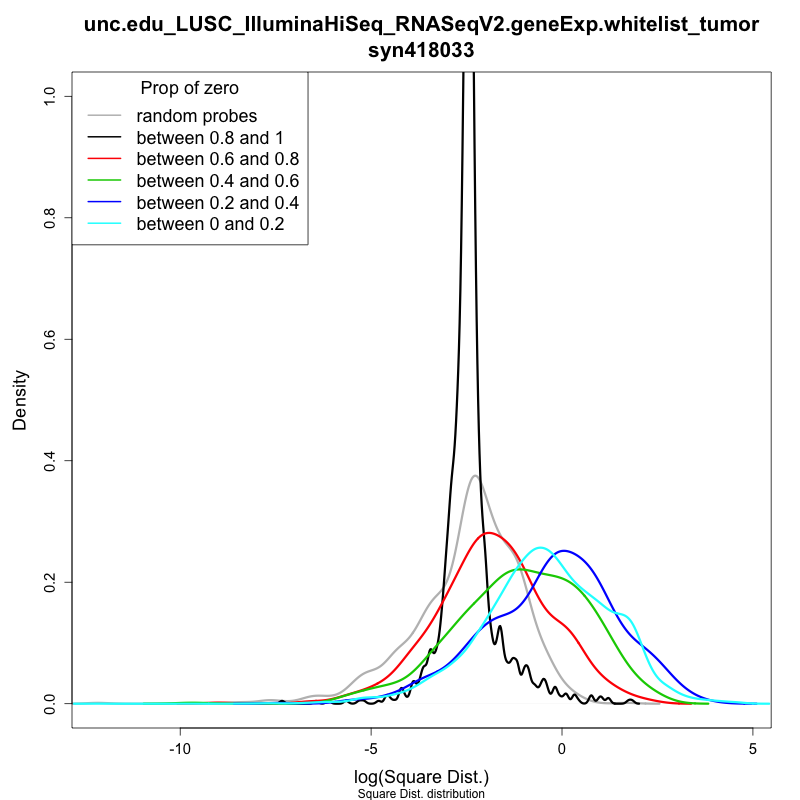 unc.edu_LUSC_IlluminaHiSeq_RNASeqV2.geneExp.whitelist_tumor
syn418033
Prop of zero
random probes
between 0.8 and 1
between 0.6 and 0.8
between 0.4 and 0.6
between 0.2 and 0.4
between 0 and 0.2
Density
1.0
0.8
0.6
0.4
0.2
0.0
-10 -5 0 5
log(Square Dist.)
Square Dist. distribution